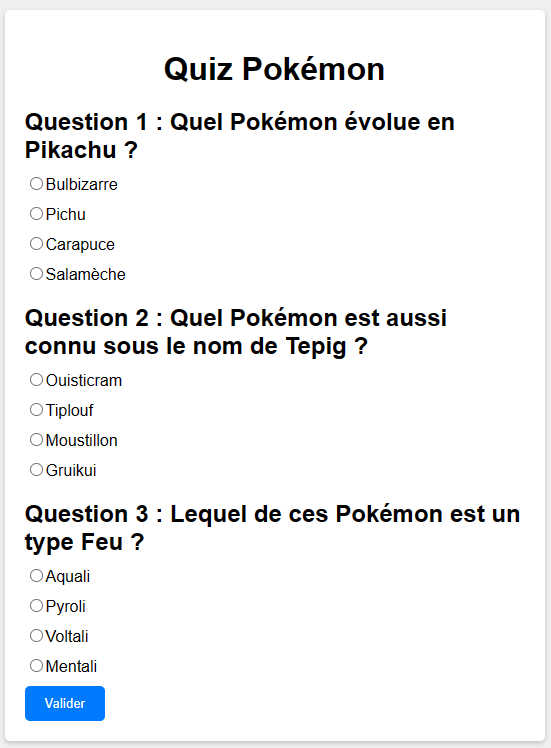 Quiz Pokémon
Question 1 : Quel Pokémon évolue en
Pikachu ?
Bulbizarre
Pichu
Carapuce
Salamèche
Question 2 : Quel Pokémon est aussi
connu sous le nom de Tepig ?
Ouisticram
Tiplouf
Moustillon
Gruikui
Question 3 : Lequel de ces Pokémon est un
type Feu ?
Aquali
Pyroli
Voltali
Mentali
Valider